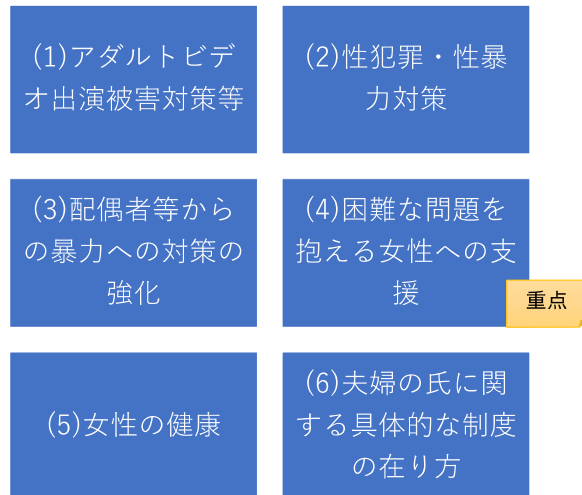 (1)アダルトビデ
オ出演被害対策等
(2)性犯罪・性暴
力対策
(3)配偶者等から
の暴力への対策の
強化
(4)困難な問題を
抱える女性への支
援
重点
(5)女性の健康
(6)夫婦の氏に関
する具体的な制度
の在り方